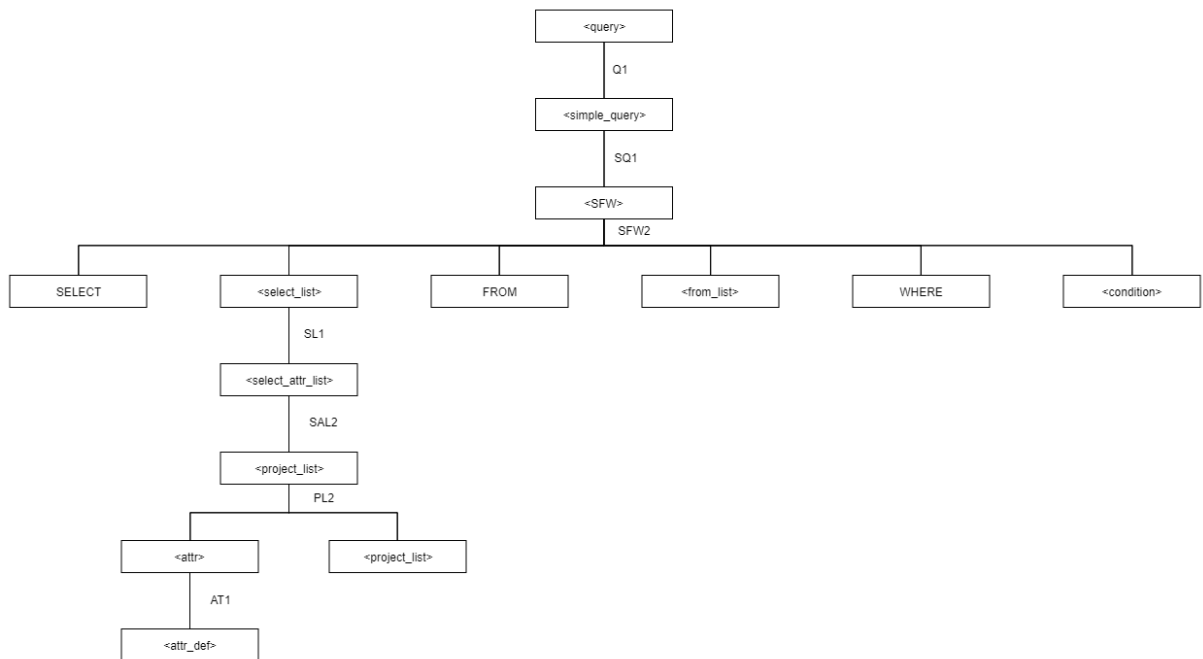 <query>
Q1
<simple_query>
SQ1
<SFW>
SFW2
SELECT
<select_list>
FROM
<from_list>
WHERE
<condition>
SL1
<select_attr_list>
SAL2
<project_list>
PL2
<attr>
<project_list>
AT1
<attr_def>